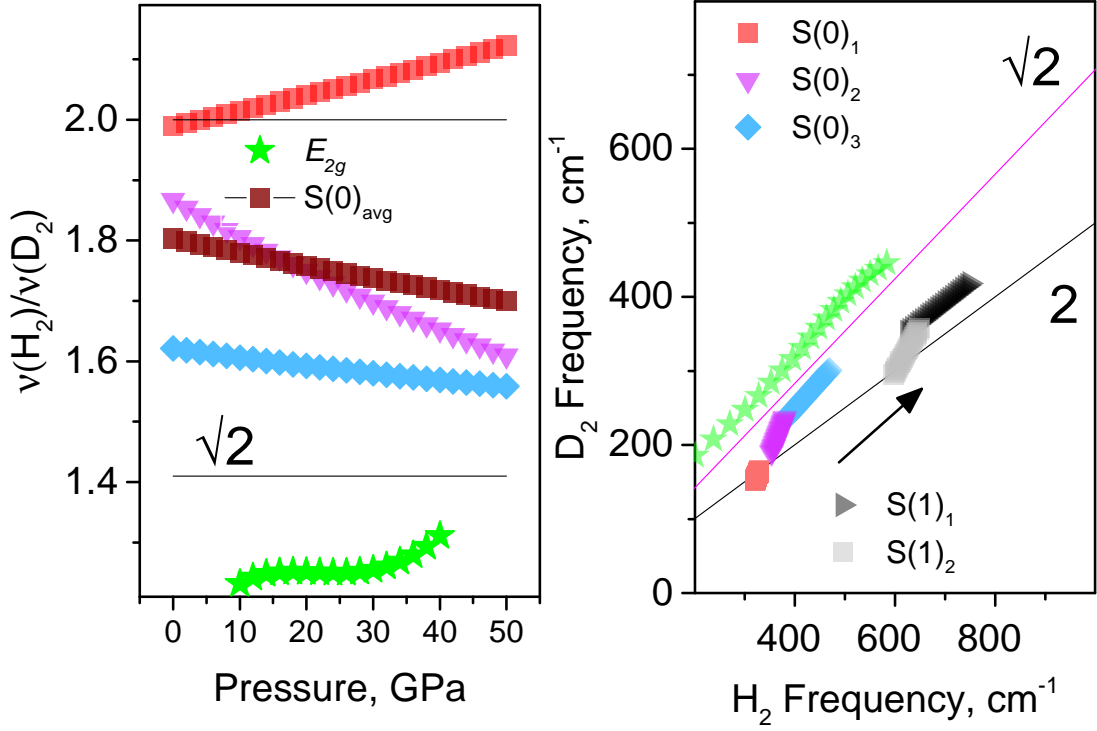 ν(H₂)/ν(D₂)
2.0
1.8
1.6
1.4
E₂g
S(0)avg
√2
0
10
20
30
40
50
Pressure, GPa
D₂ Frequency, cm⁻¹
600
400
200
0
S(0)₁
S(0)₂
S(0)₃
√2
2
S(1)₁
S(1)₂
400
600
800
H₂ Frequency, cm⁻¹